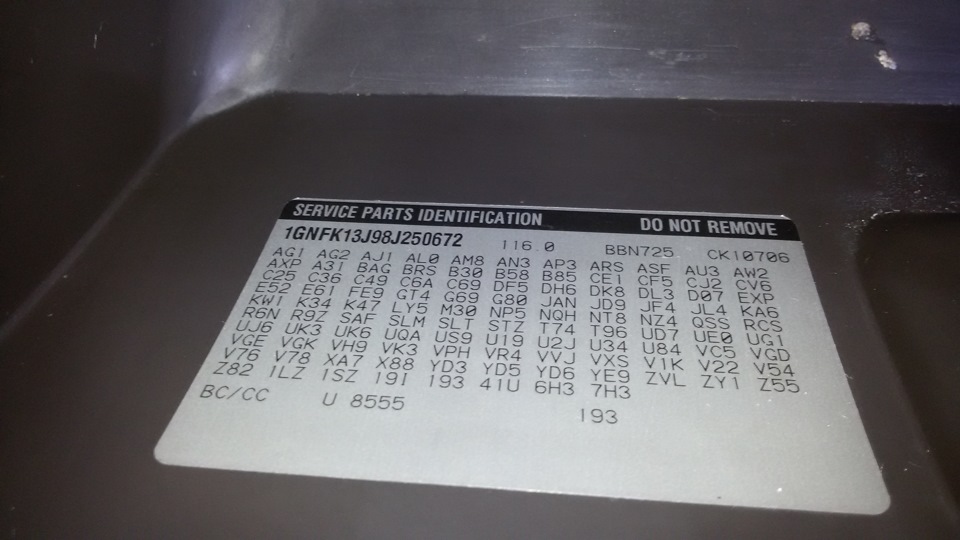 SERVICE PARTS IDENTIFICATION DO NOT REMOVE
1GNFK13J98J250672 116.0 BBN725 CK10706
AG1 AG2 AJ1 AL0 AM8 AN3 AP3 ARS ASF AU3 AW2
AXP A31 BAG BRS B30 B58 B85 CE1 CF5 CJ2 CV6
C25 C36 C49 C6A C69 DF5 DH6 DK8 DL3 D07 EXP
E52 E61 FE9 GT4 G69 G80 JAN JD9 JF4 JL4 KA6
KW1 K34 K47 LY5 M30 NP5 NQH NT8 NZ4 QSS RCS
R6N R9Z SAF SLM SLT STZ T74 T96 UD7 UE0 UG1
UJ6 UK3 UK6 UQA US9 U19 U2J U34 U84 VC5 VGD
VGE VGK VH9 VK3 VPH VR4 VVJ VXS V1K V22 V54
V76 V78 XA7 X88 YD3 YD5 YD6 YE9 ZVL ZY1 Z55
Z82 1LZ 1SZ 19I 193 41U 6H3 7H3
BC/CC U 8555 193